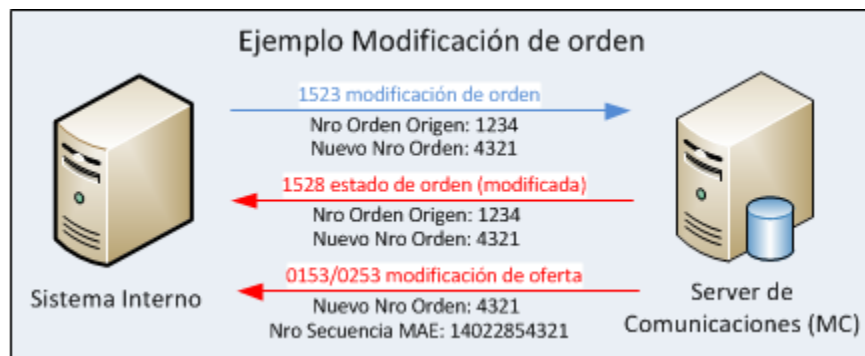 Ejemplo Modificación de orden
1523 modificación de orden
Nro Orden Origen: 1234
Nuevo Nro Orden: 4321
1528 estado de orden (modificada)
Nro Orden Origen: 1234
Nuevo Nro Orden: 4321
0153/0253 modificación de oferta
Nuevo Nro Orden: 4321
Nro Secuencia MAE: 14022854321
Sistema Interno
Server de
Comunicaciones (MC)